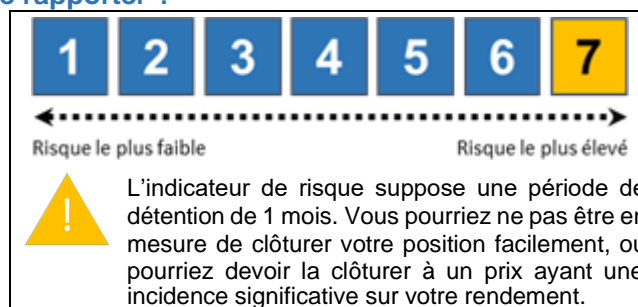 rapporter ?
1 2 3 4 5 6 7
Risque le plus faible Risque le plus élevé
!
L'indicateur de risque suppose une période de
détention de 1 mois. Vous pourriez ne pas être en
mesure de clôturer votre position facilement, ou
pourriez devoir la clôturer à un prix ayant une
incidence significative sur votre rendement.